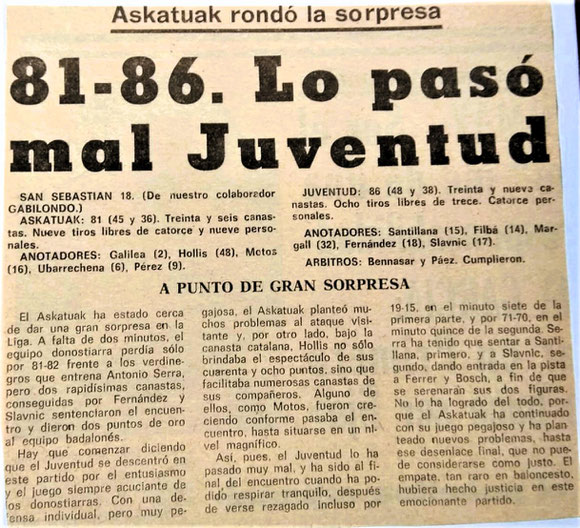 Askatuak rondó la sorpresa
81-86. Lo pasó
mal Juventud
SAN SEBASTIAN 18. (De nuestro colaborador
GABILONDO.)
ASKATUAK: 81 (45 y 36). Treinta y seis canas-
tas. Nueve tiros libres de catorce y nueve perso-
nales.
ANOTADORES: Galilea (2), Hollis (48), Motos
(16), Ubarrechena (6), Pérez (9).
JUVENTUD: 86 (48 y 38). Treinta y nueve ca-
nastas. Ocho tiros libres de trece. Catorce per-
sonales.
ANOTADORES: Santillana (15), Filbá (14), Mar-
gall (32), Fernández (18), Slavnic (17).
ARBITROS: Bennasar y Páez. Cumplieron.
A PUNTO DE GRAN SORPRESA
El Askatuak ha estado cerca
de dar una gran sorpresa en la
Liga. A falta de dos minutos, el
equipo donostiarra perdía sólo
por 81-82 frente a los verdine-
gros que entrena Antonio Serra,
pero dos rapidísimas canastas,
conseguidas por Fernández y
Slavnic sentenciaron el encuen-
tro y dieron dos puntos de oro
al equipo badalonés.
Hay que comenzar diciendo
que el Juventud se descentró en
este partido por el entusiasmo
y el juego siempre acuciante de
los donostiarras. Con una de-
fensa individual, pero muy pe-
gajosa, el Askatuak planteó mu-
chos problemas al ataque visi-
tante y, por otro lado, bajo la
canasta catalana, Hollis no sólo
brindaba el espectáculo de sus
cuarenta y ocho puntos, sino que
facilitaba numerosas canastas de
sus compañeros. Alguno de
ellos, como Motos, fueron cre-
ciendo conforme pasaba el en-
cuentro, hasta situarse en un ni-
vel magnífico.
Así, pues, el Juventud lo ha
pasado muy mal, y ha sido al fi-
nal del encuentro cuando ha po-
dido respirar tranquilo, después
de verse rezagado incluso por
19-15, en el minuto siete de la
primera parte, y por 71-70, en el
minuto quince de la segunda. Se-
rra ha tenido que sentar a Santi-
llana, primero, y a Slavnic, se-
gundo, dando entrada en la pista
a Ferrer y Bosch, a fin de que
se serenaran sus dos figuras.
No lo ha logrado del todo, por-
que el Askatuak ha continuado
con su juego pegajoso y ha plan-
teado nuevos problemas, hasta
ese desenlace final, que no pue-
de considerarse como justo. El
empate, tan raro en baloncesto,
hubiera hecho justicia en este
emocionante partido.